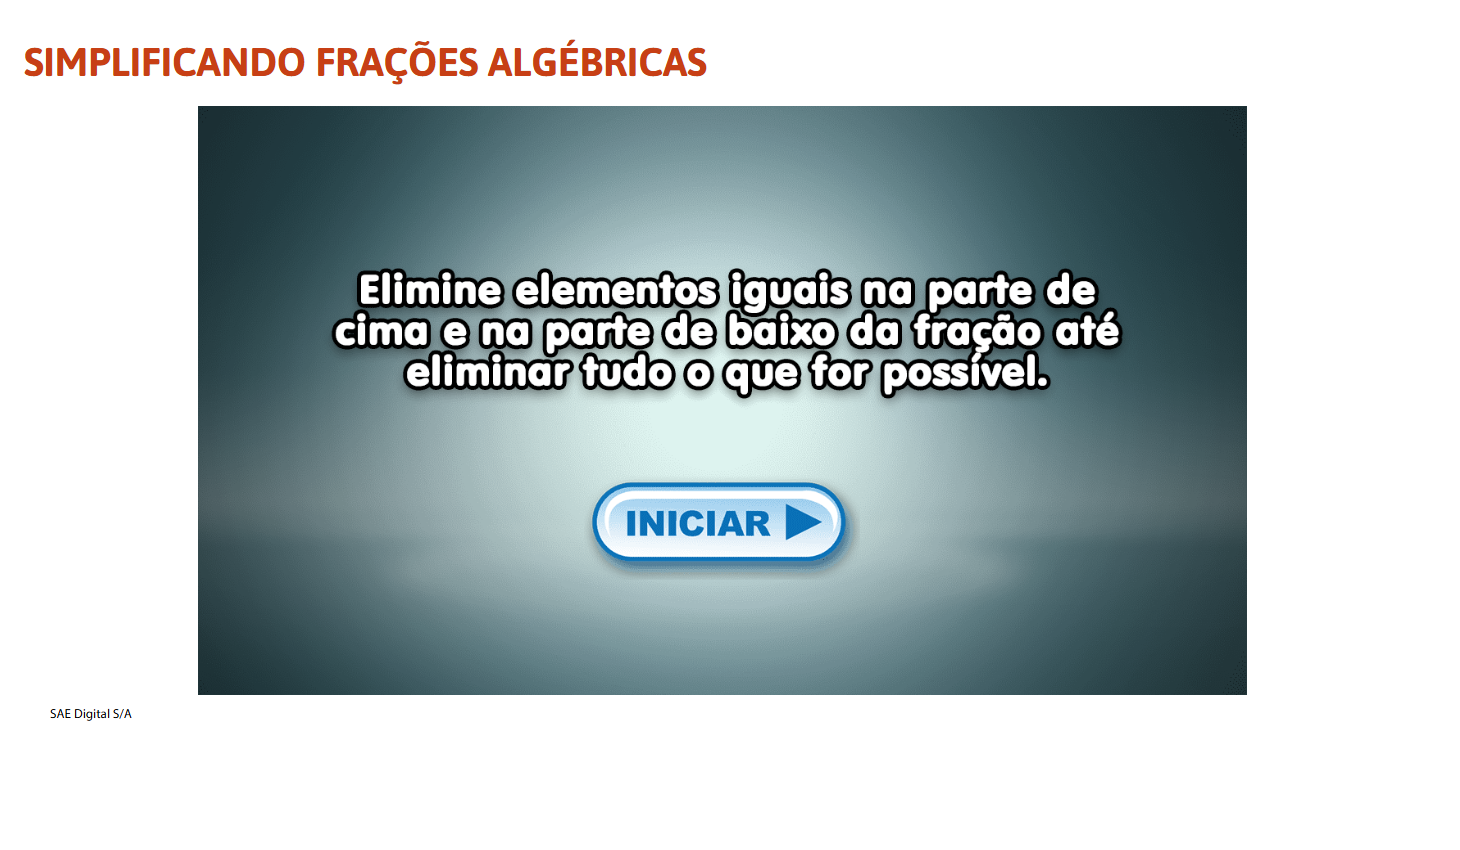 SIMPLIFICANDO FRAÇÕES ALGÉBRICAS
Elimine elementos iguais na parte de
cima e na parte de baixo da fração até
eliminar tudo o que for possível.
INICIAR
SAE Digital S/A